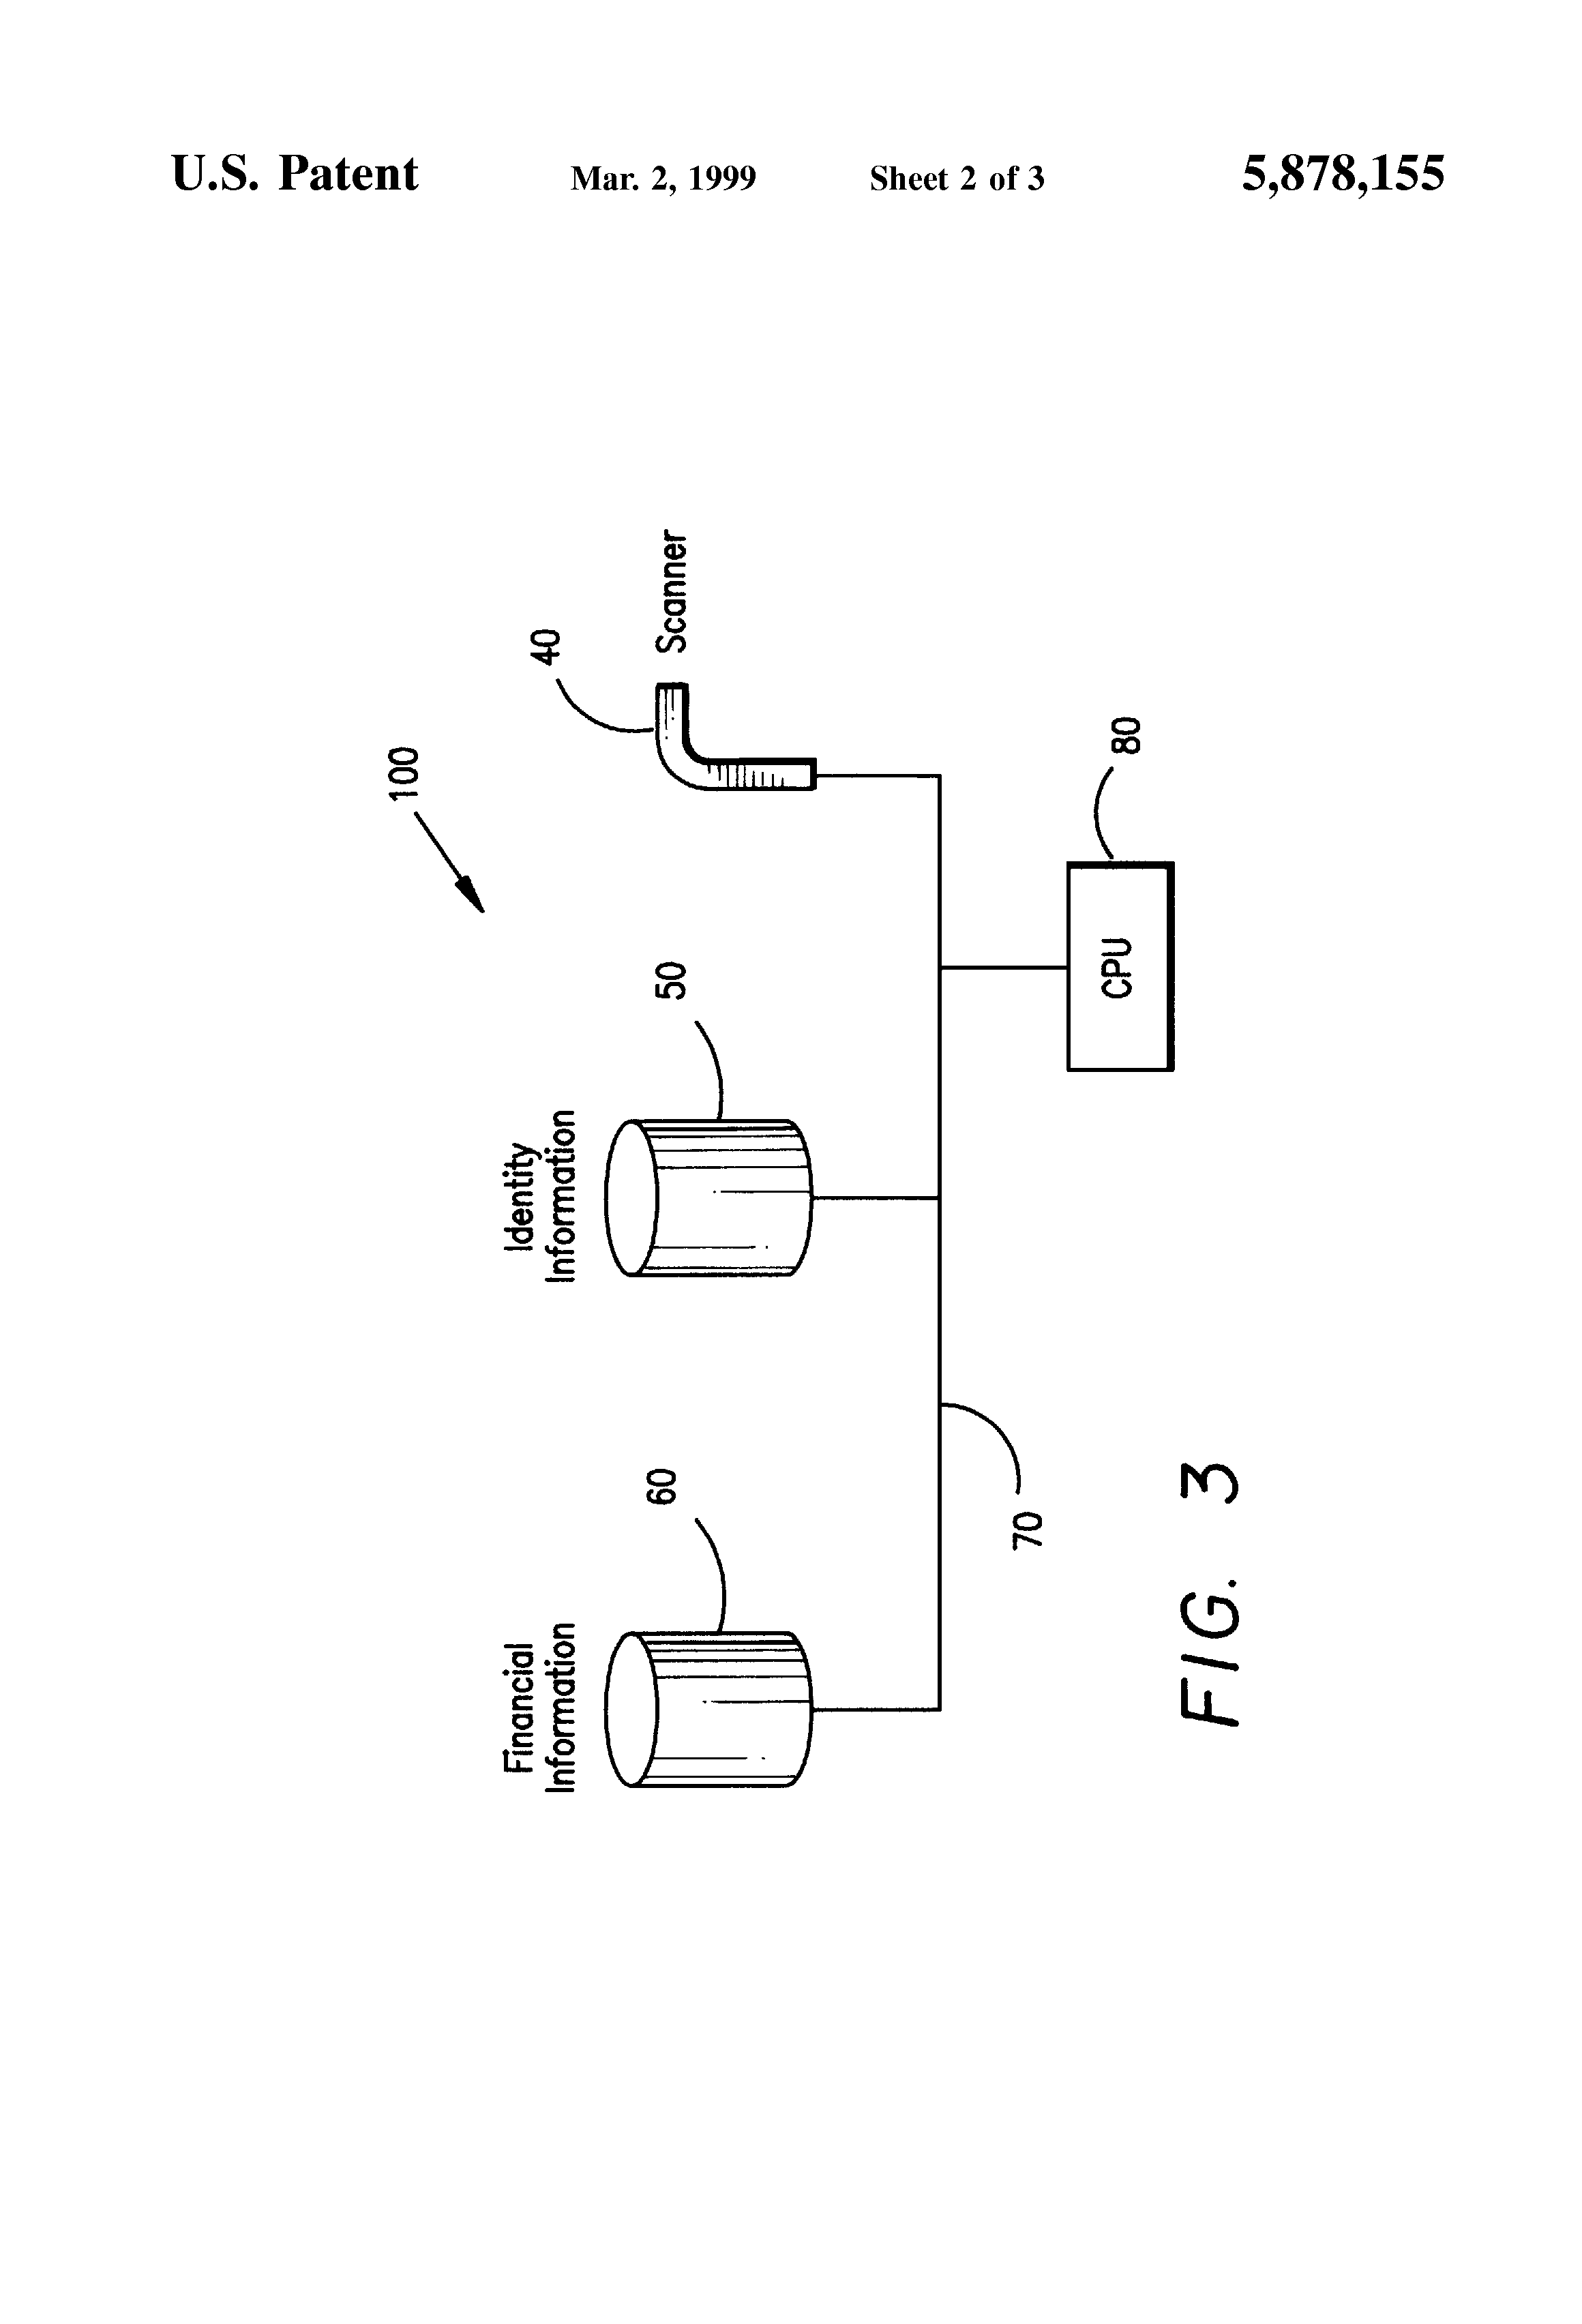 U.S. Patent Mar. 2, 1999 Sheet 2 of 3 5,878,155
100
40
Scanner
Identity
Information
50
Financial
Information
60
70
CPU
80
FIG. 3